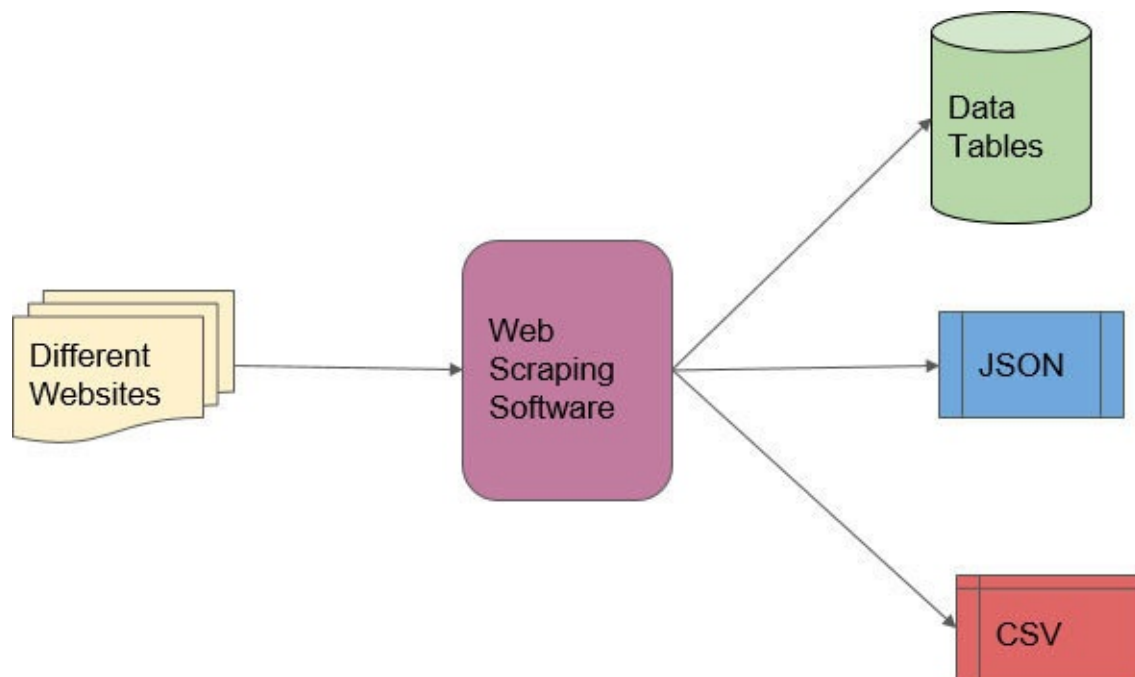 Data
Tables
Different
Websites
Web
Scraping
Software
JSON
CSV